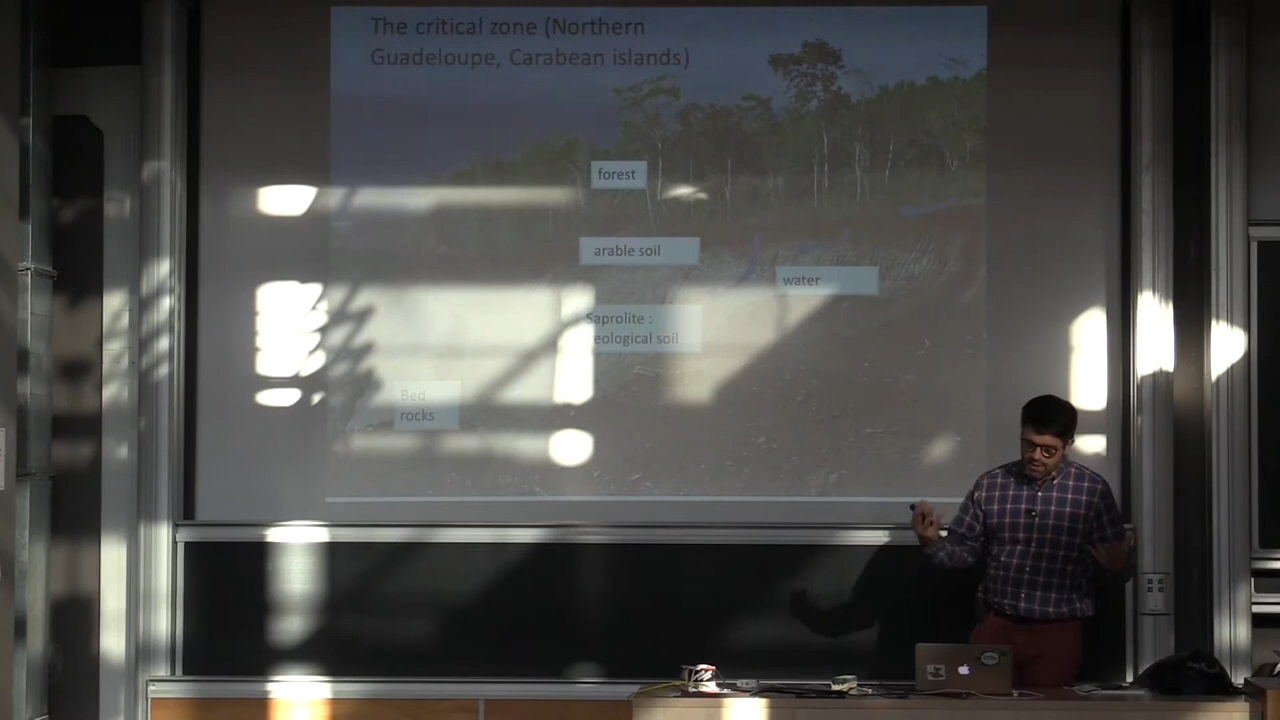 The critical zone (Northern
Guadeloupe, Carabean islands)
forest
arable soil
water
Saprolite :
eological soil
Bed
rocks